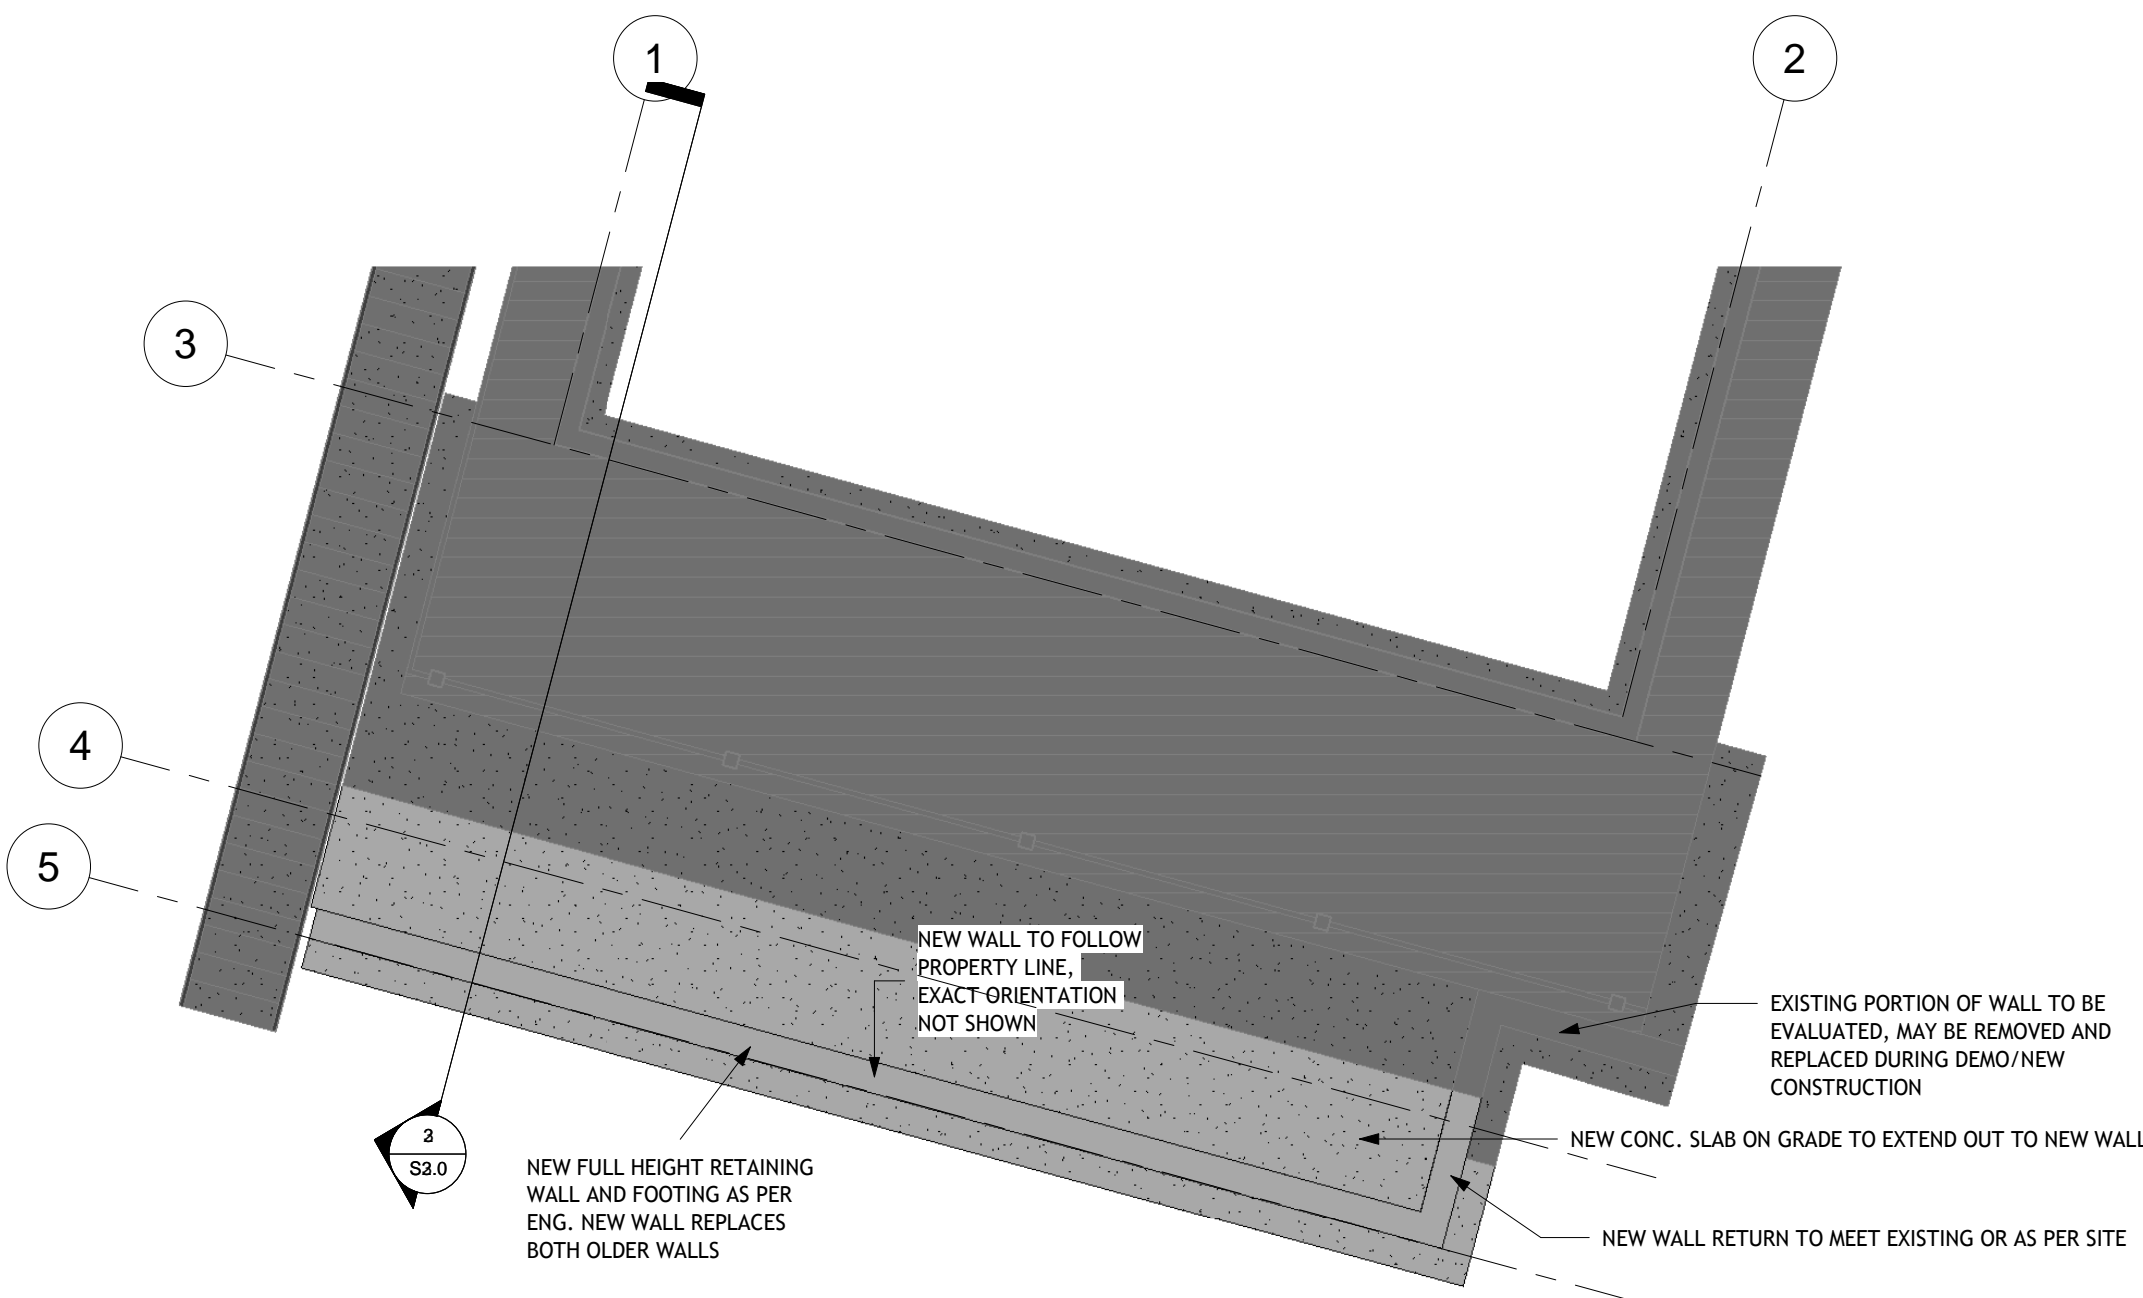 1
2
3
4
5
NEW WALL TO FOLLOW
PROPERTY LINE,
EXACT ORIENTATION
NOT SHOWN
EXISTING PORTION OF WALL TO BE
EVALUATED, MAY BE REMOVED AND
REPLACED DURING DEMO/NEW
CONSTRUCTION
NEW CONC. SLAB ON GRADE TO EXTEND OUT TO NEW WALL
NEW FULL HEIGHT RETAINING
WALL AND FOOTING AS PER
ENG. NEW WALL REPLACES
BOTH OLDER WALLS
NEW WALL RETURN TO MEET EXISTING OR AS PER SITE